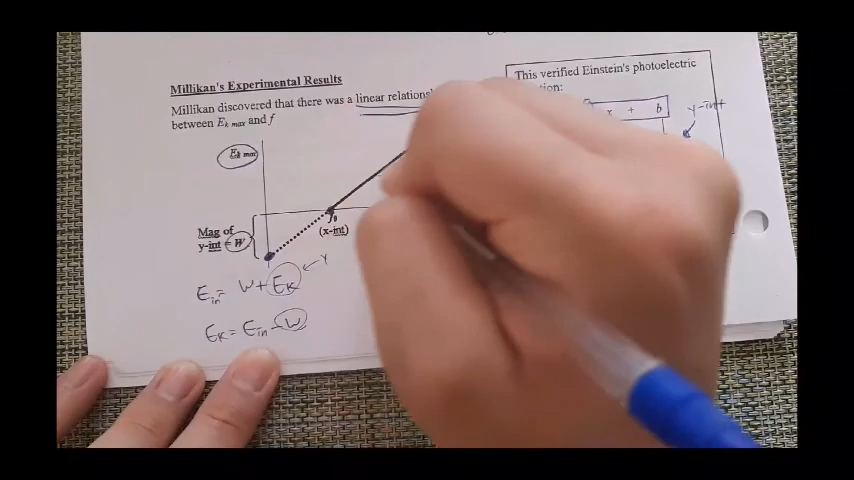 Millikan's Experimental Results
Millikan discovered that there was a linear
between Ek max and f
This verified Einstein's photoelectric
x + b
y-int
Ek max
Mag of
y-int = W
f0
(x-int)
Ein = W + EK
Y
EK = Ein - W